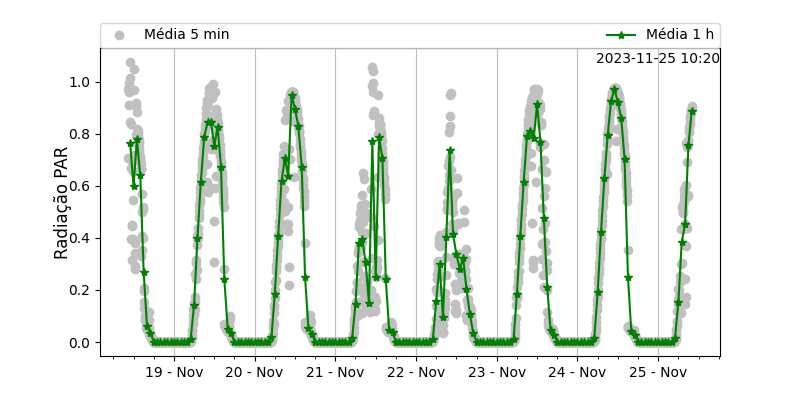 Média 5 min
Média 1 h
2023-11-25 10:20
Radiação PAR
1.0
0.8
0.6
0.4
0.2
0.0
19 - Nov
20 - Nov
21 - Nov
22 - Nov
23 - Nov
24 - Nov
25 - Nov